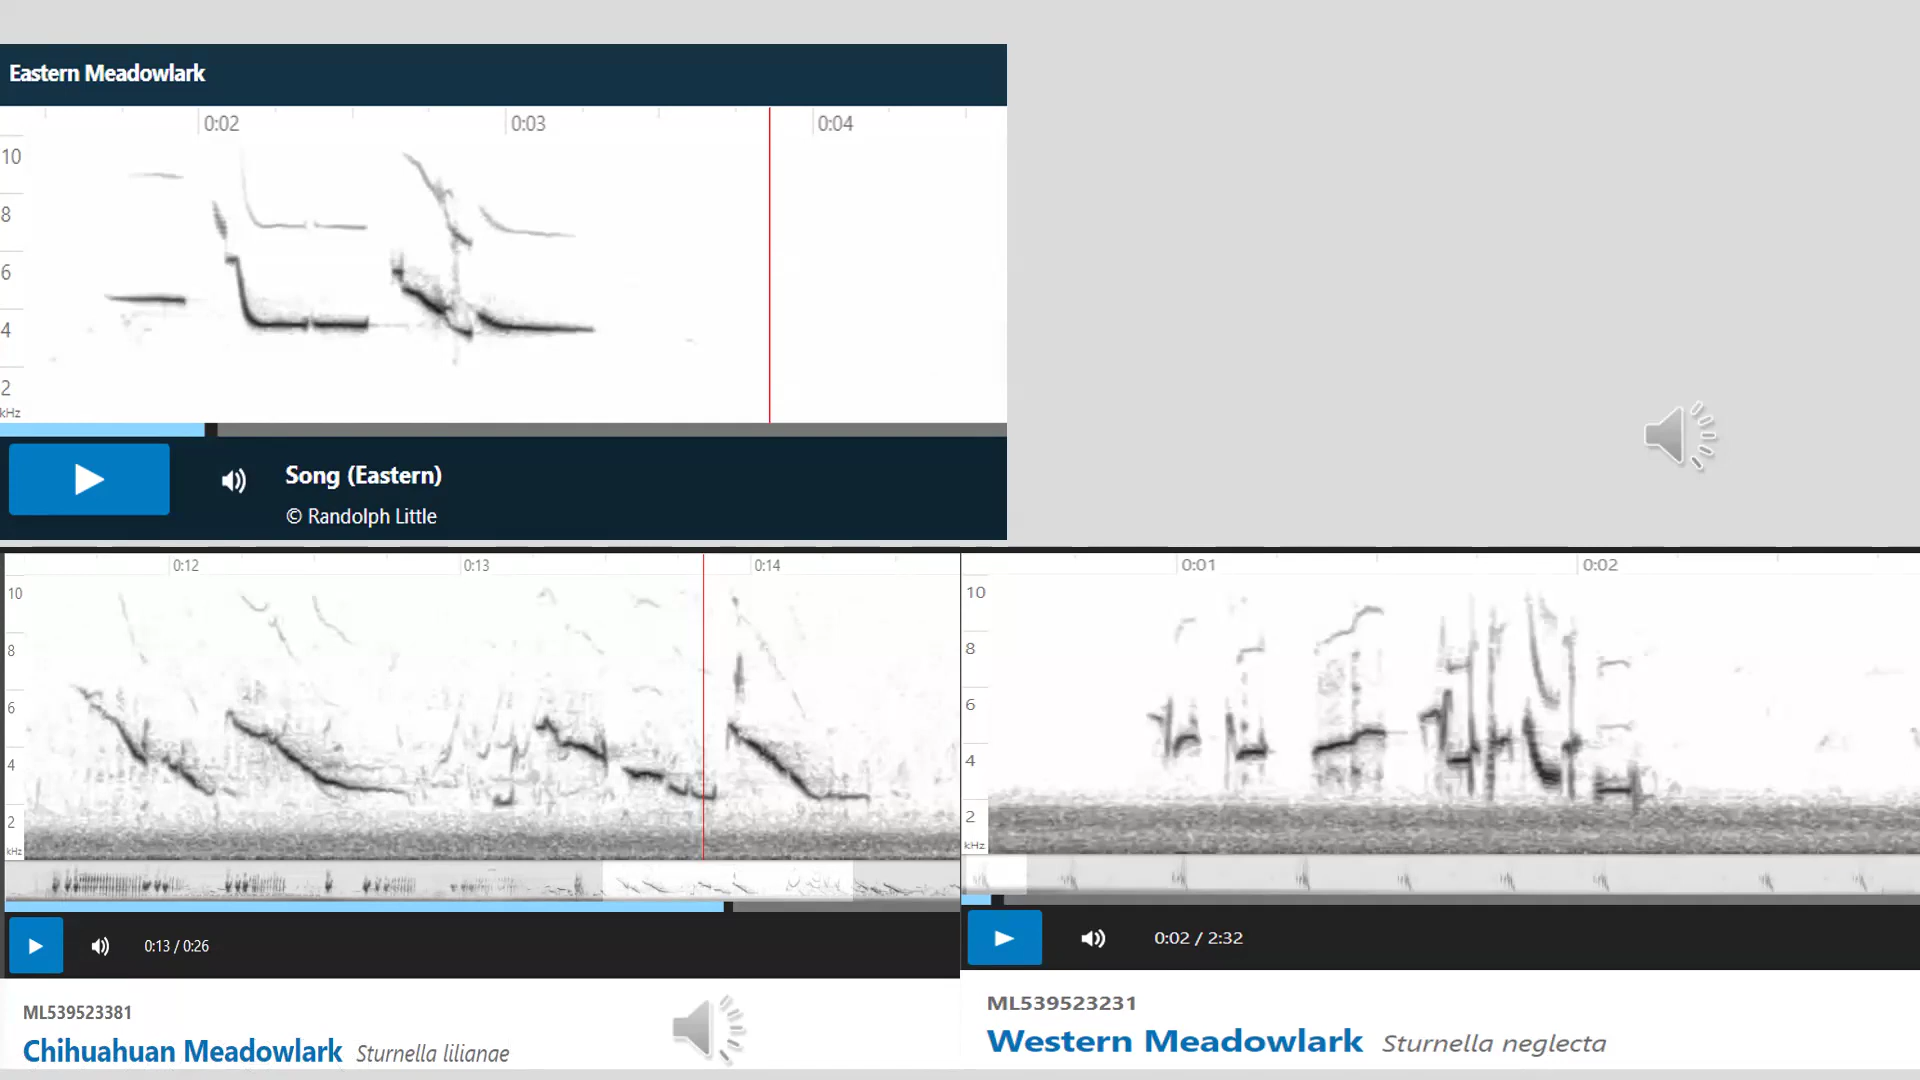 Eastern Meadowlark
0:02 0:03 0:04
10
8
6
4
2
kHz
Song (Eastern)
© Randolph Little
0:12 0:13 0:14
10
8
6
4
2
kHz
0:13 / 0:26
ML539523381
Chihuahuan Meadowlark Sturnella lilianae
0:01 0:02
10
8
6
4
2
kHz
0:02 / 2:32
ML539523231
Western Meadowlark Sturnella neglecta